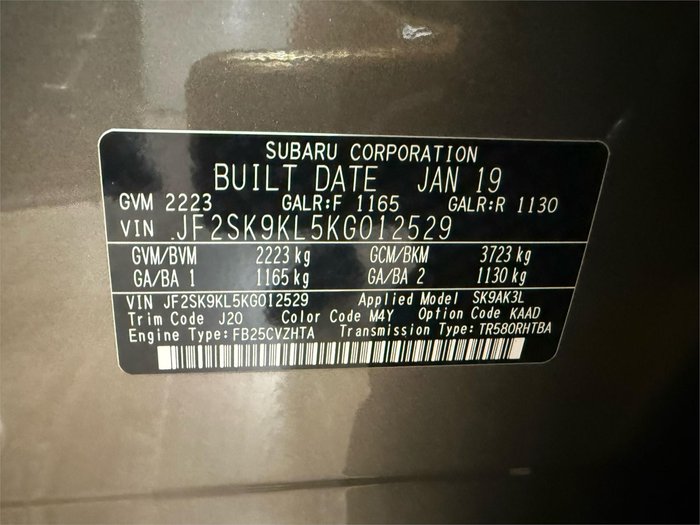 SUBARU CORPORATION
BUILT DATE JAN 19
GVM 2223 GALR:F 1165 GALR:R 1130
VIN JF2SK9KL5KG012529
GVM/BVM 2223 kg GCM/BKM 3723 kg
GA/BA 1 1165 kg GA/BA 2 1130 kg
VIN JF2SK9KL5KG012529 Applied Model SK9AK3L
Trim Code J20 Color Code M4Y Option Code KAAD
Engine Type:FB25CVZHTA Transmission Type:TR580RHTBA